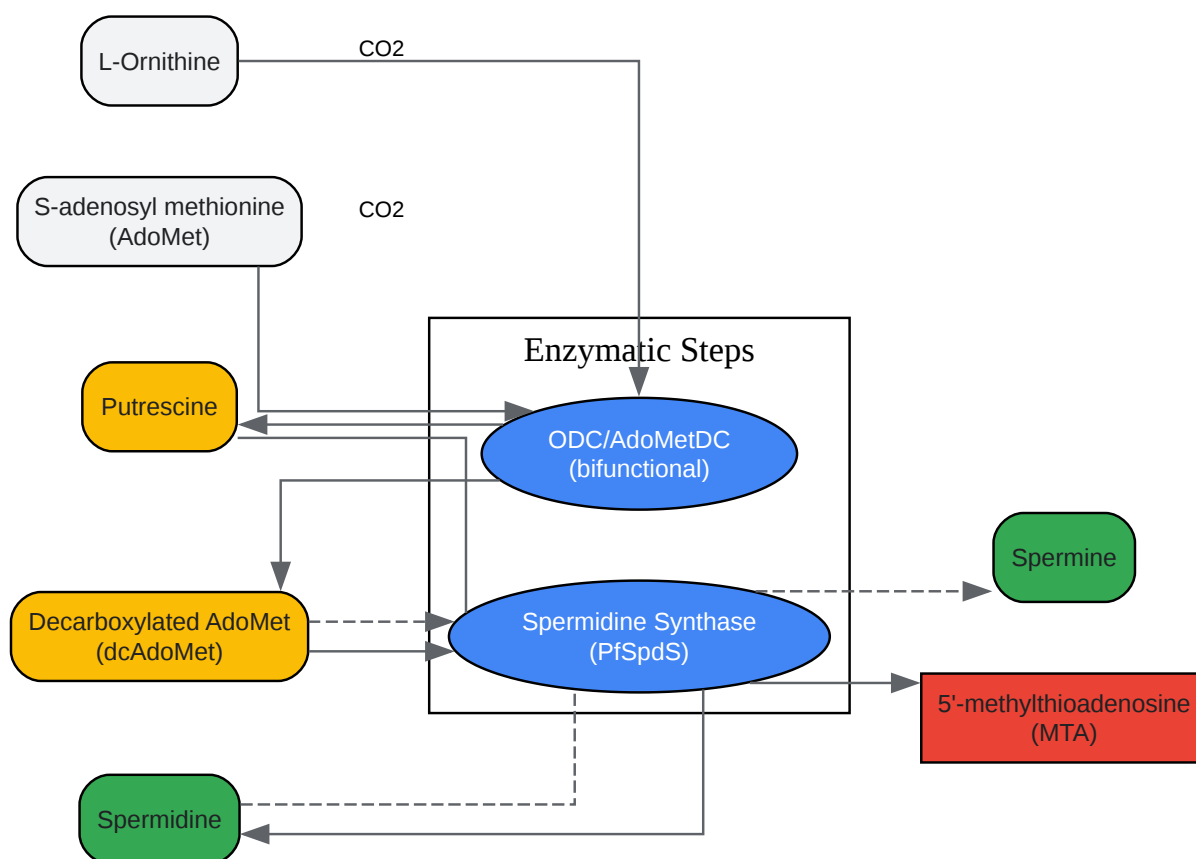 L-Ornithine
CO2
S-adenosyl methionine
(AdoMet)
CO2
Enzymatic Steps
Putrescine
ODC/AdoMetDC
(bifunctional)
Spermine
Decarboxylated AdoMet
(dcAdoMet)
Spermidine Synthase
(PfSpdS)
5'-methylthioadenosine
(MTA)
Spermidine